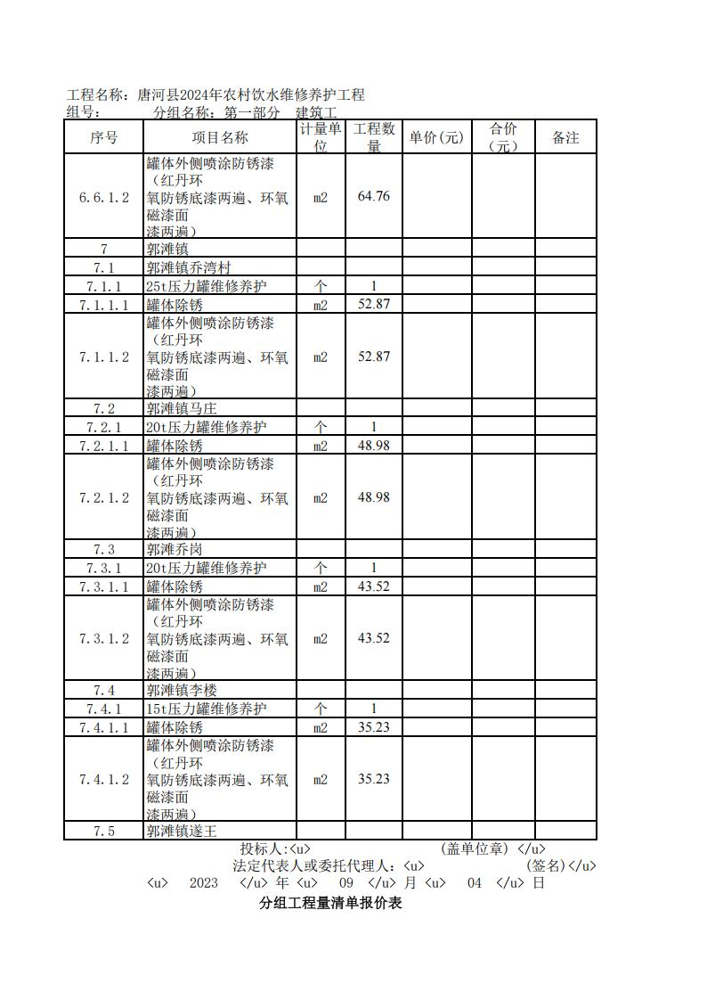 工程名称：唐河县2024年农村饮水维修养护工程
组号： 分组名称：第一部分 建筑工
序号 项目名称 计量单位 工程数量 单价(元) 合价（元） 备注
6.6.1.2 罐体外侧喷涂防锈漆（红丹环氧防锈底漆两遍、环氧磁漆面漆两遍） m2 64.76
7 郭滩镇
7.1 郭滩镇乔湾村
7.1.1 25t压力罐维修养护 个 1
7.1.1.1 罐体除锈 m2 52.87
7.1.1.2 罐体外侧喷涂防锈漆（红丹环氧防锈底漆两遍、环氧磁漆面漆两遍） m2 52.87
7.2 郭滩镇马庄
7.2.1 20t压力罐维修养护 个 1
7.2.1.1 罐体除锈 m2 48.98
7.2.1.2 罐体外侧喷涂防锈漆（红丹环氧防锈底漆两遍、环氧磁漆面漆两遍） m2 48.98
7.3 郭滩乔岗
7.3.1 20t压力罐维修养护 个 1
7.3.1.1 罐体除锈 m2 43.52
7.3.1.2 罐体外侧喷涂防锈漆（红丹环氧防锈底漆两遍、环氧磁漆面漆两遍） m2 43.52
7.4 郭滩镇李楼
7.4.1 15t压力罐维修养护 个 1
7.4.1.1 罐体除锈 m2 35.23
7.4.1.2 罐体外侧喷涂防锈漆（红丹环氧防锈底漆两遍、环氧磁漆面漆两遍） m2 35.23
7.5 郭滩镇遂王
投标人:<u> (盖单位章) </u>
法定代表人或委托代理人：<u> (签名)</u>
<u> 2023 </u> 年 <u> 09 </u> 月 <u> 04 </u> 日
分组工程量清单报价表